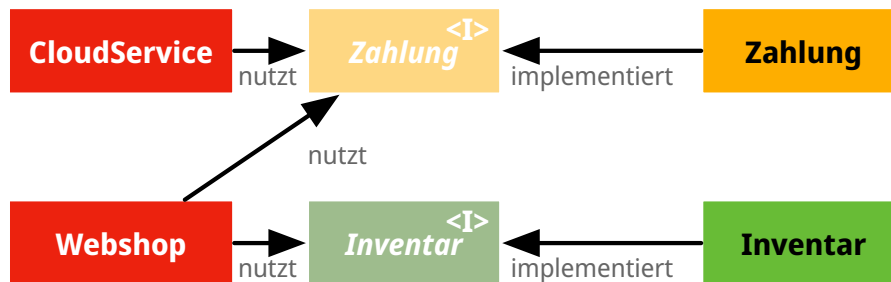 CloudService
nutzt
<I>
Zahlung
implementiert
Zahlung
nutzt
Webshop
nutzt
<I>
Inventar
implementiert
Inventar